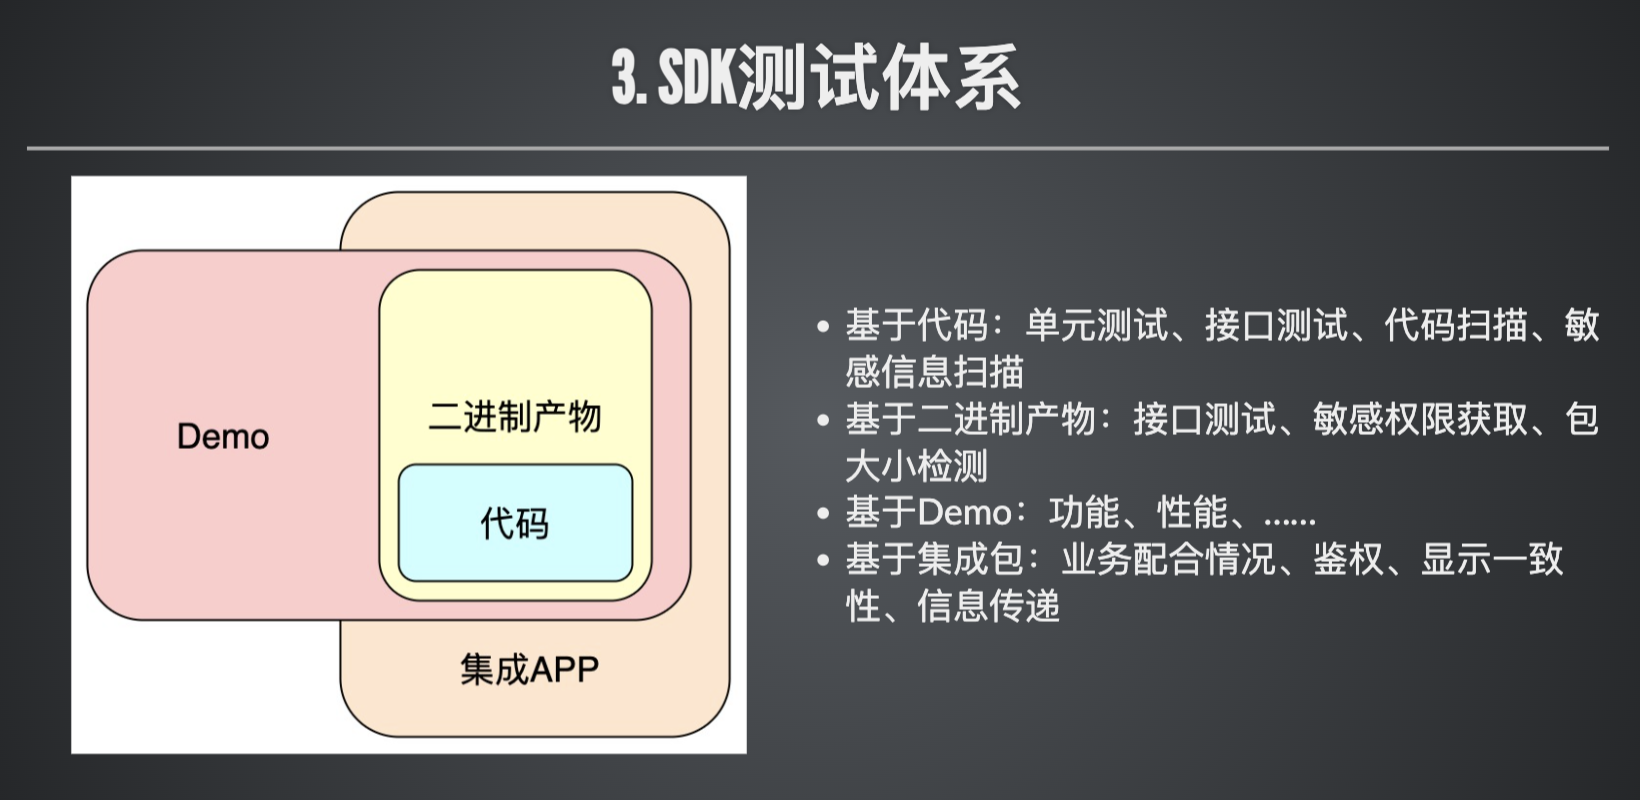 3. SDK测试体系
Demo
二进制产物
代码
集成APP
基于代码：单元测试、接口测试、代码扫描、敏
感信息扫描
基于二进制产物：接口测试、敏感权限获取、包
大小检测
基于Demo：功能、性能、......
基于集成包：业务配合情况、鉴权、显示一致
性、信息传递